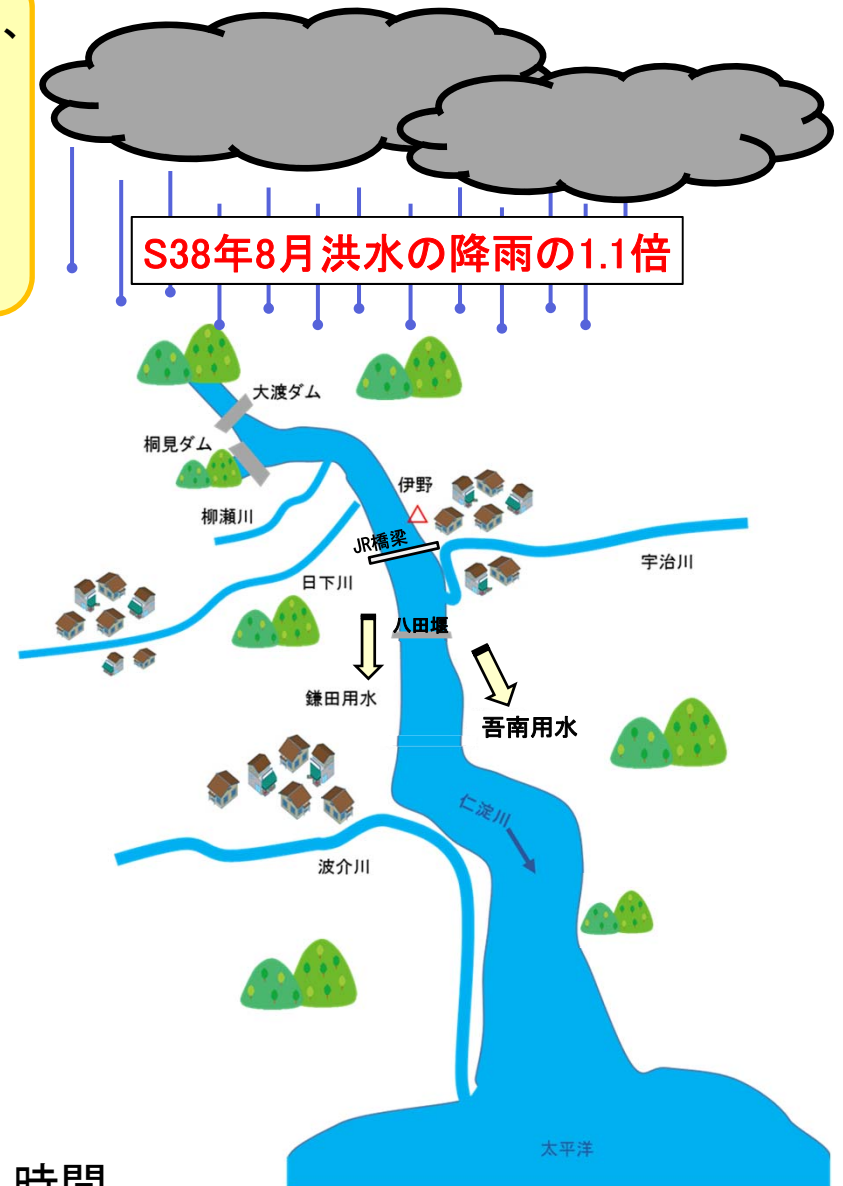 、
S38年8月洪水の降雨の1.1倍
大渡ダム
桐見ダム
伊野
柳瀬川
JR橋梁
宇治川
日下川
八田堰
鎌田用水
吾南用水
仁淀川
波介川
太平洋
時間